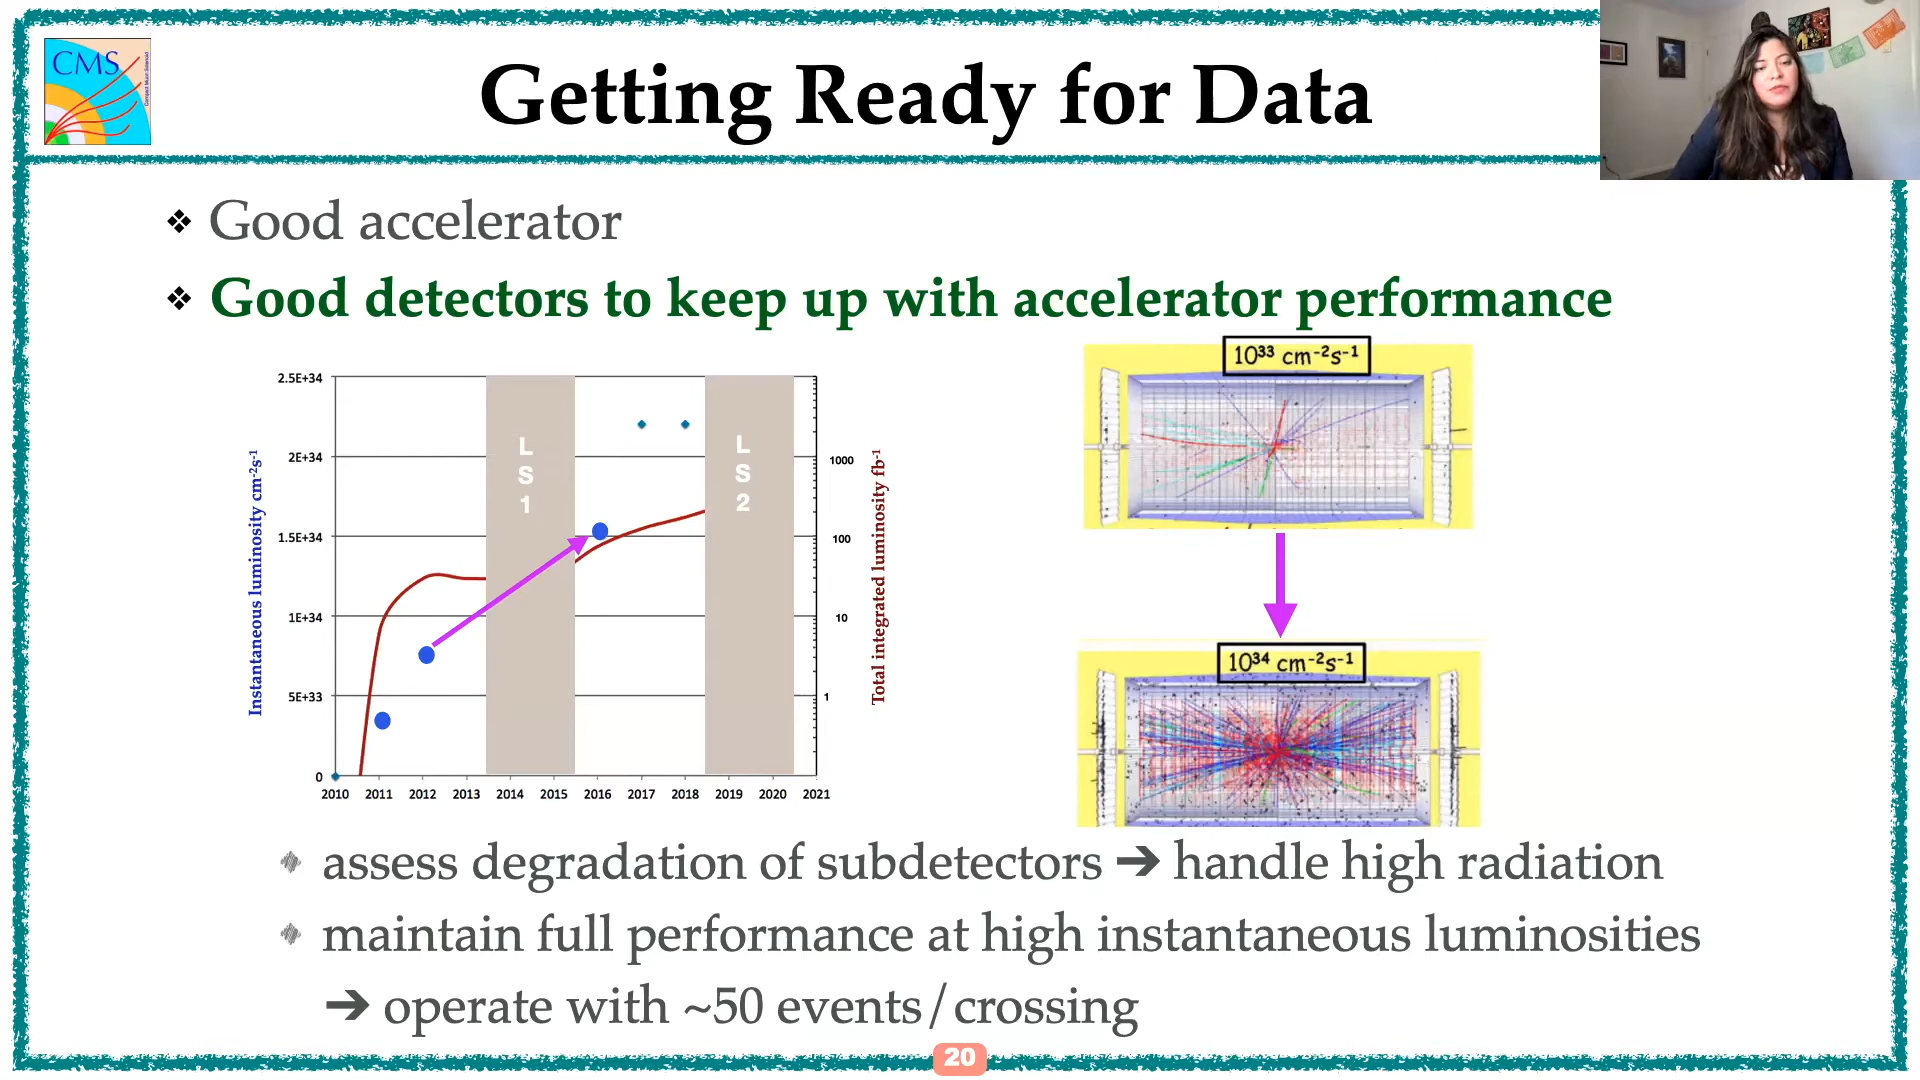 CMS
Getting Ready for Data
❖ Good accelerator
❖ Good detectors to keep up with accelerator performance
Instantaneous luminosity cm⁻²s⁻¹
2.5E+34
2E+34
1.5E+34
1E+34
5E+33
0
L
S
1
L
S
2
1000
100
10
1
Total integrated luminosity fb⁻¹
2010 2011 2012 2013 2014 2015 2016 2017 2018 2019 2020 2021
10³³ cm⁻²s⁻¹
10³⁴ cm⁻²s⁻¹
assess degradation of subdetectors ➔ handle high radiation
maintain full performance at high instantaneous luminosities
➔ operate with ~50 events/crossing
20